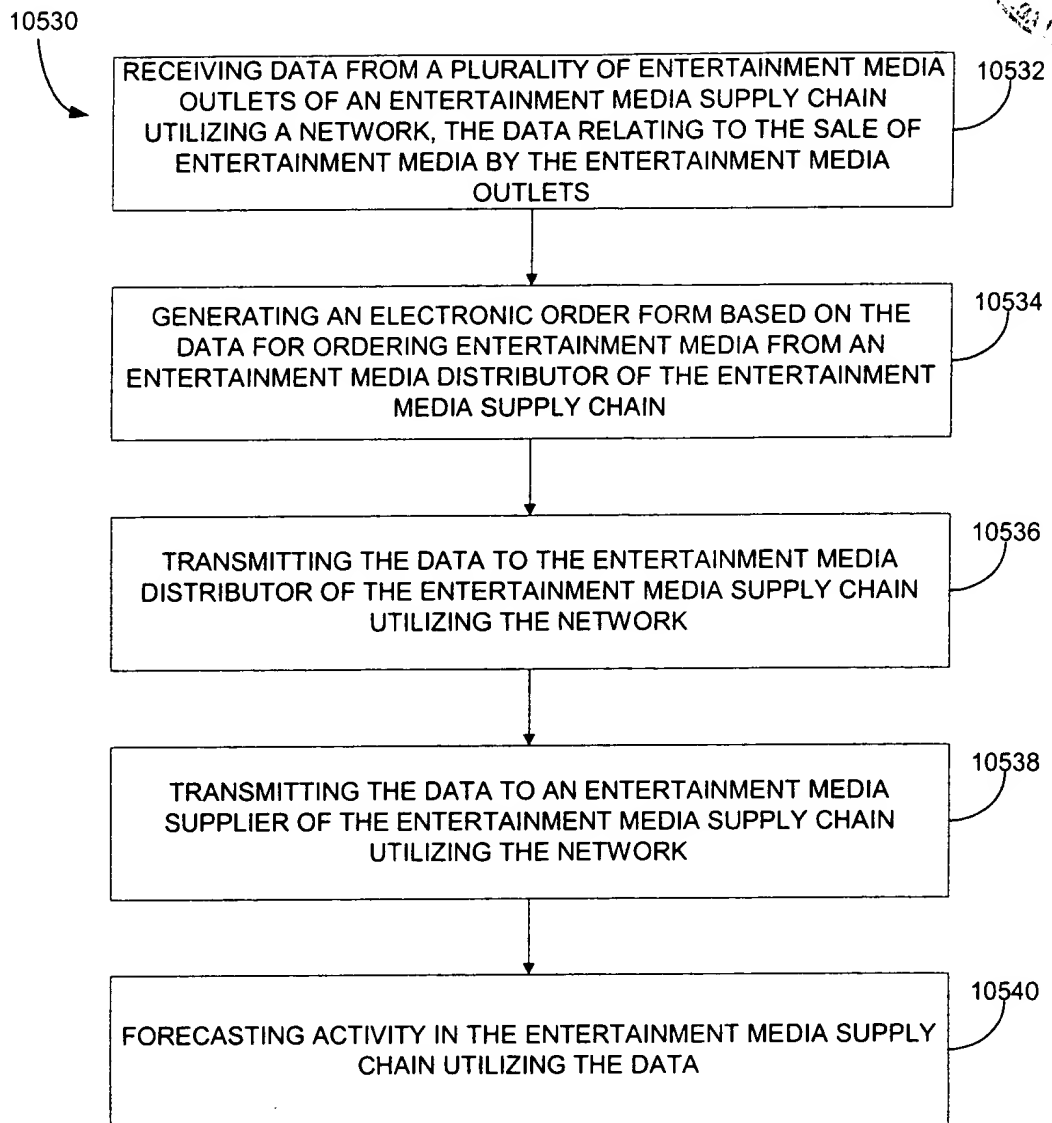 10530
RECEIVING DATA FROM A PLURALITY OF ENTERTAINMENT MEDIA
OUTLETS OF AN ENTERTAINMENT MEDIA SUPPLY CHAIN
UTILIZING A NETWORK, THE DATA RELATING TO THE SALE OF
ENTERTAINMENT MEDIA BY THE ENTERTAINMENT MEDIA
OUTLETS
10532
GENERATING AN ELECTRONIC ORDER FORM BASED ON THE
DATA FOR ORDERING ENTERTAINMENT MEDIA FROM AN
ENTERTAINMENT MEDIA DISTRIBUTOR OF THE ENTERTAINMENT
MEDIA SUPPLY CHAIN
10534
TRANSMITTING THE DATA TO THE ENTERTAINMENT MEDIA
DISTRIBUTOR OF THE ENTERTAINMENT MEDIA SUPPLY CHAIN
UTILIZING THE NETWORK
10536
TRANSMITTING THE DATA TO AN ENTERTAINMENT MEDIA
SUPPLIER OF THE ENTERTAINMENT MEDIA SUPPLY CHAIN
UTILIZING THE NETWORK
10538
FORECASTING ACTIVITY IN THE ENTERTAINMENT MEDIA SUPPLY
CHAIN UTILIZING THE DATA
10540